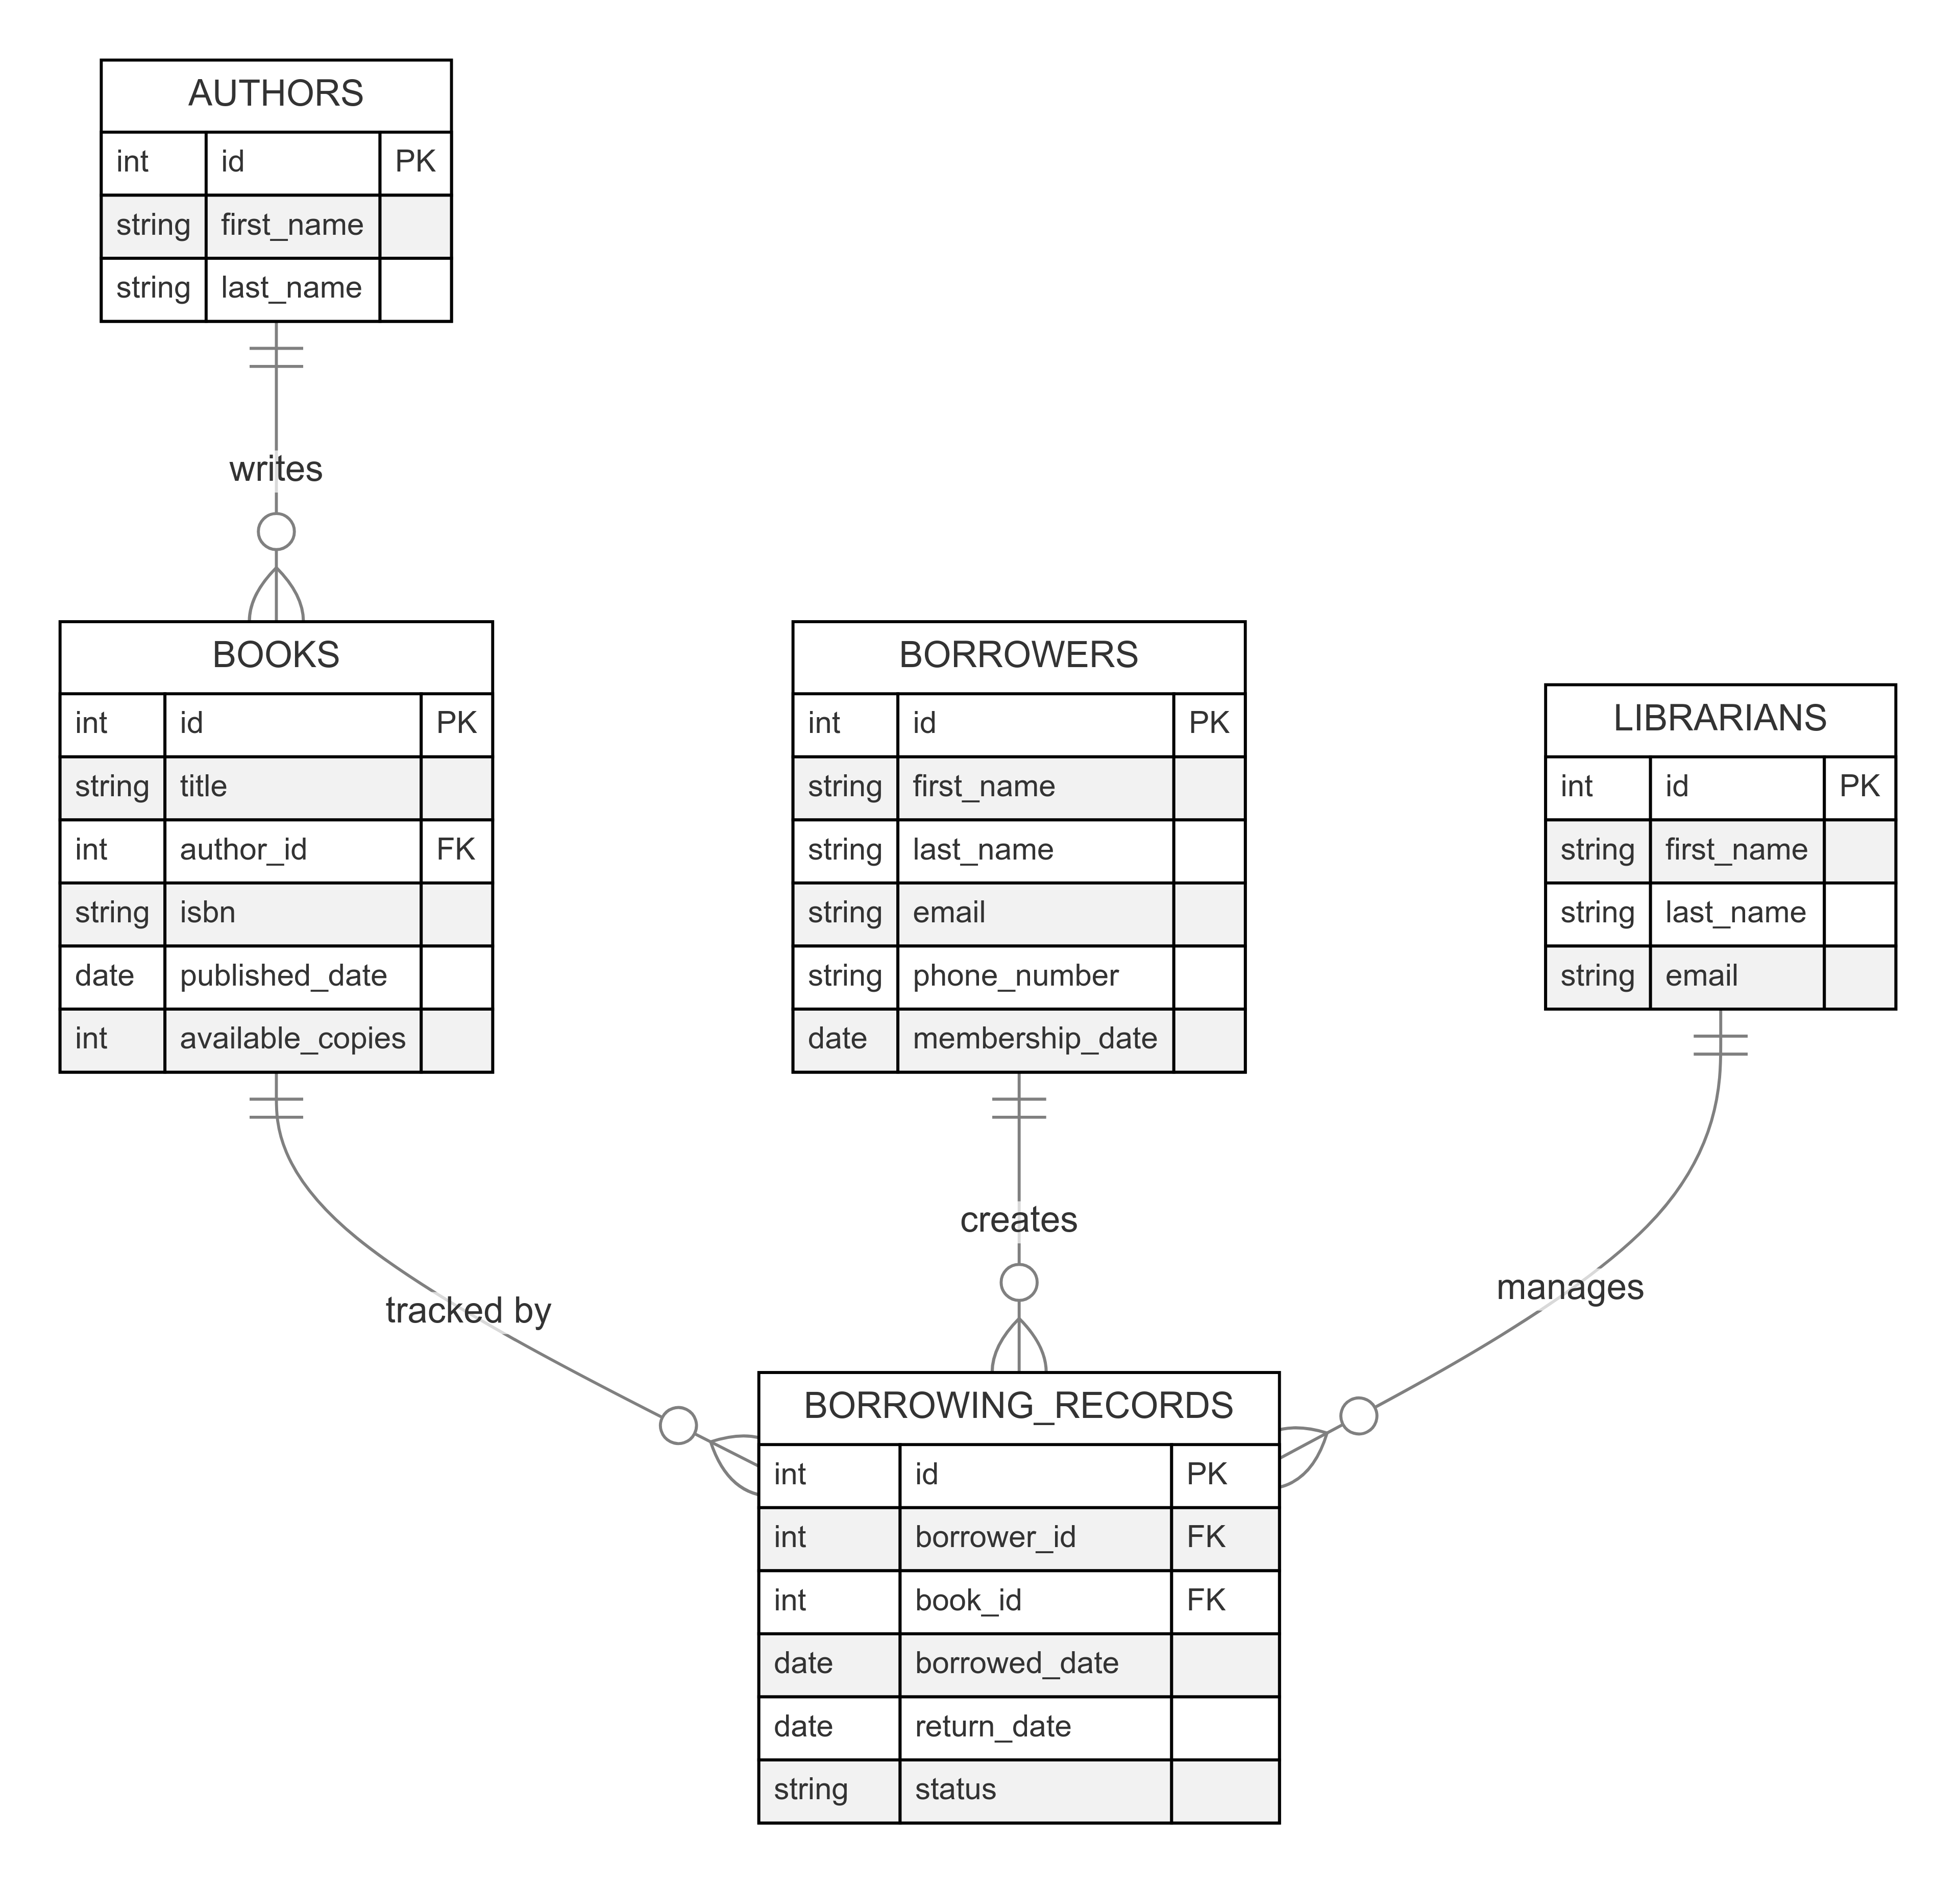 AUTHORS
int id PK
string first_name
string last_name
writes
BOOKS
int id PK
string title
int author_id FK
string isbn
date published_date
int available_copies
BORROWERS
int id PK
string first_name
string last_name
string email
string phone_number
date membership_date
LIBRARIANS
int id PK
string first_name
string last_name
string email
tracked by
creates
manages
BORROWING_RECORDS
int id PK
int borrower_id FK
int book_id FK
date borrowed_date
date return_date
string status